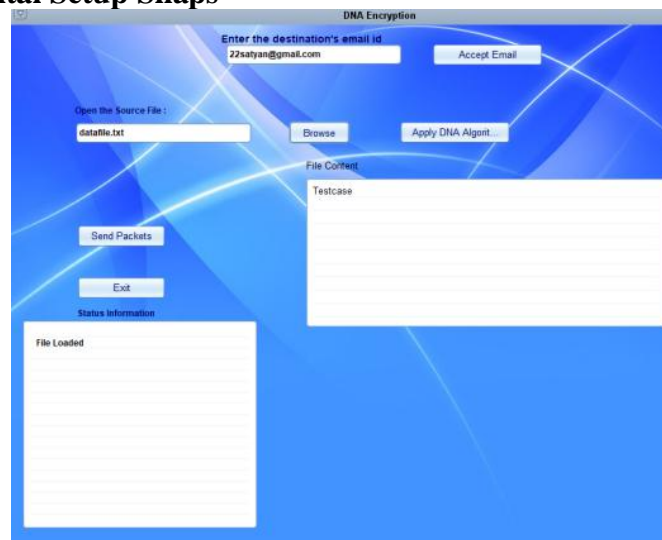 ntal Setup Snaps
DNA Encryption
Enter the destination's email id
22satyan@gmail.com
Accept Email
Open the Source File :
datafile.txt
Browse
Apply DNA Algorit...
File Content
Testcase
Send Packets
Exit
Status Information
File Loaded